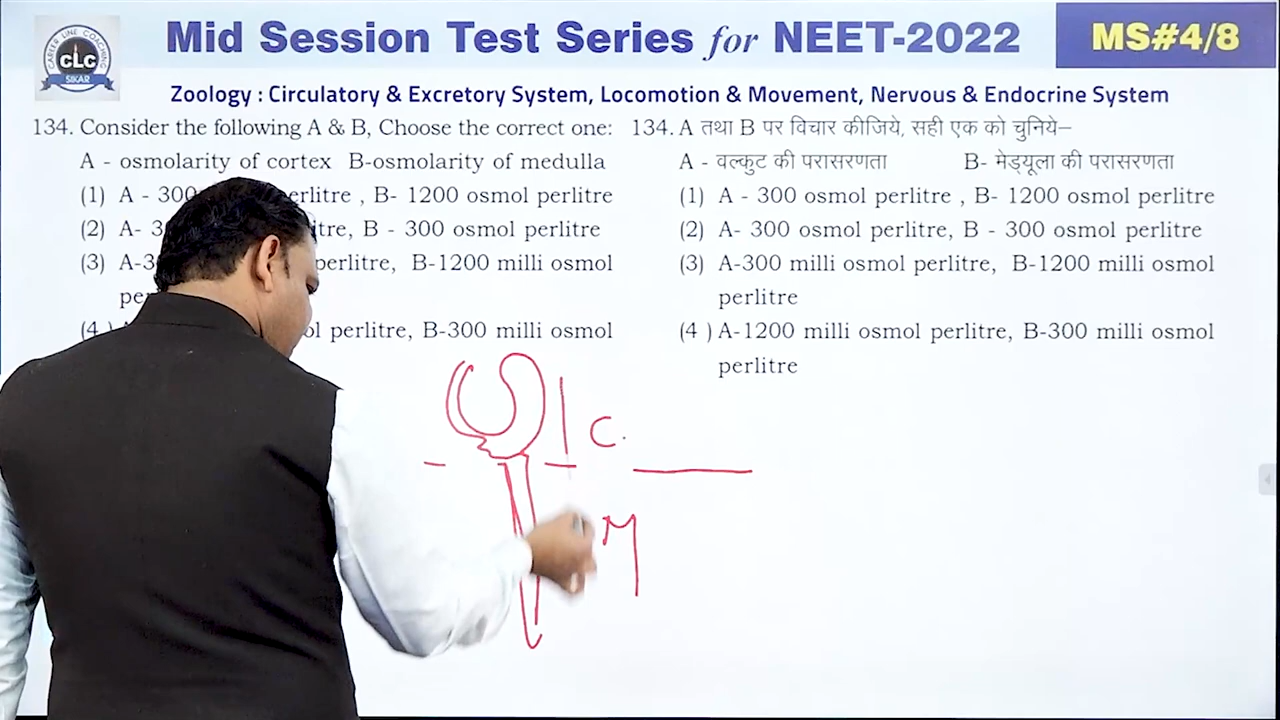 Mid Session Test Series for NEET-2022
MS#4/8
CAREER LINE COACHING
CLC
SIKAR
Zoology : Circulatory & Excretory System, Locomotion & Movement, Nervous & Endocrine System
134. Consider the following A & B, Choose the correct one:
A - osmolarity of cortex B-osmolarity of medulla
(1) A - 300 perlitre , B- 1200 osmol perlitre
(2) A- B - 300 osmol perlitre
(3) perlitre, B-1200 milli osmol
(4) perlitre, B-300 milli osmol
134. A तथा B पर विचार कीजिये, सही एक को चुनिये–
A - वल्कुट की परासरणता B- मेड्यूला की परासरणता
(1) A - 300 osmol perlitre , B- 1200 osmol perlitre
(2) A- 300 osmol perlitre, B - 300 osmol perlitre
(3) A-300 milli osmol perlitre, B-1200 milli osmol
perlitre
(4 ) A-1200 milli osmol perlitre, B-300 milli osmol
perlitre
C.
M